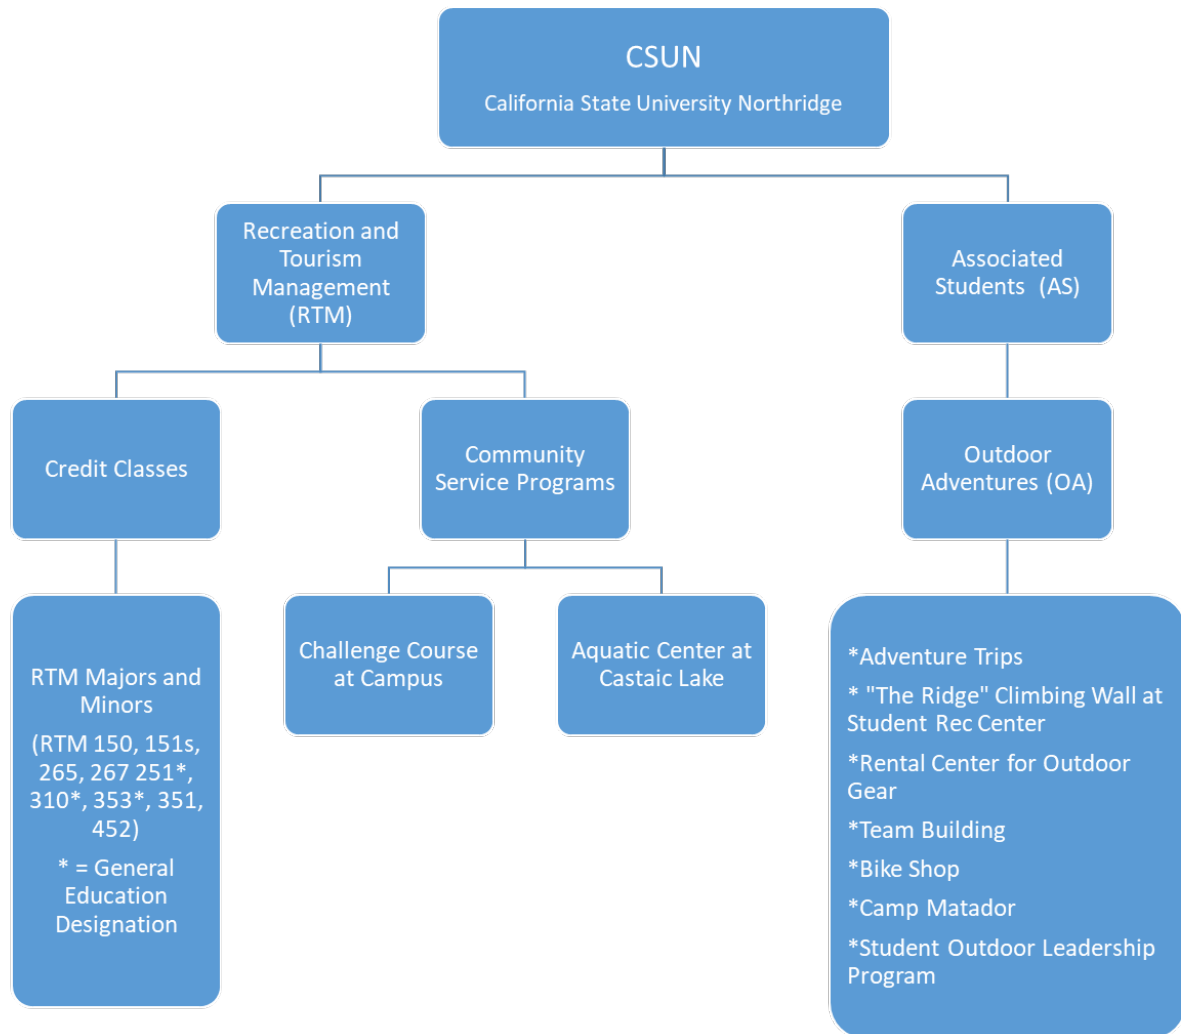 CSUN
California State University Northridge
Recreation and
Tourism
Management
(RTM)
Associated
Students (AS)
Credit Classes
Community
Service Programs
Outdoor
Adventures (OA)
RTM Majors and
Minors
(RTM 150, 151s,
265, 267 251*,
310*, 353*, 351,
452)
* = General
Education
Designation
Challenge Course
at Campus
Aquatic Center at
Castaic Lake
*Adventure Trips
* "The Ridge" Climbing Wall at
Student Rec Center
*Rental Center for Outdoor
Gear
*Team Building
*Bike Shop
*Camp Matador
*Student Outdoor Leadership
Program